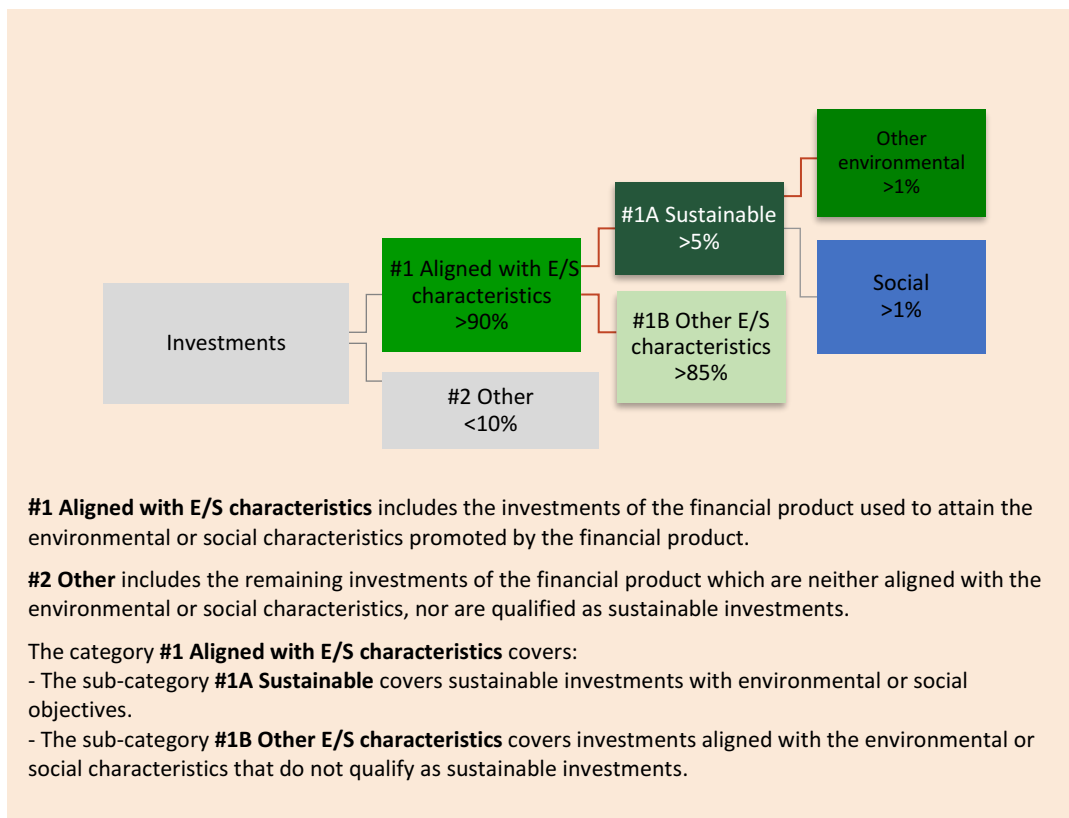 Other
environmental
>1%
#1A Sustainable
>5%
#1 Aligned with E/S
characteristics
>90%
Social
>1%
Investments
#1B Other E/S
characteristics
>85%
#2 Other
<10%
#1 Aligned with E/S characteristics includes the investments of the financial product used to attain the
environmental or social characteristics promoted by the financial product.
#2 Other includes the remaining investments of the financial product which are neither aligned with the
environmental or social characteristics, nor are qualified as sustainable investments.
The category #1 Aligned with E/S characteristics covers:
- The sub-category #1A Sustainable covers sustainable investments with environmental or social
objectives.
- The sub-category #1B Other E/S characteristics covers investments aligned with the environmental or
social characteristics that do not qualify as sustainable investments.